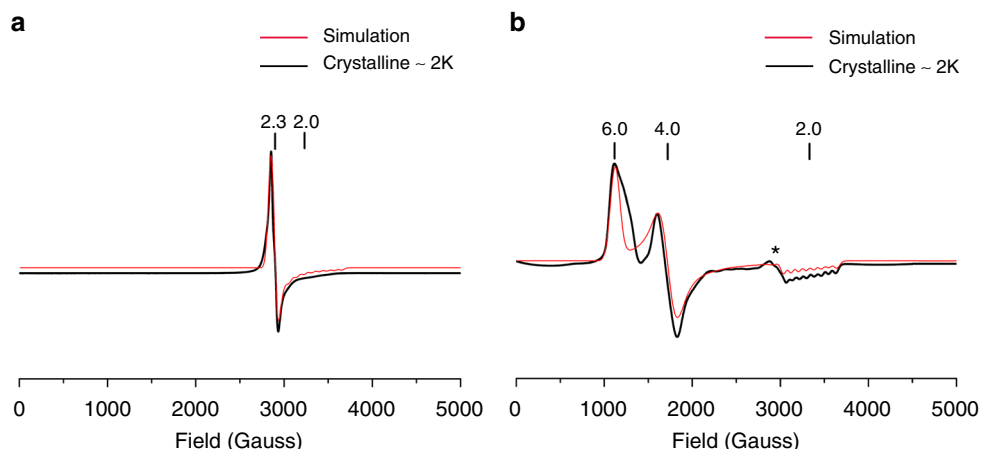 a
Simulation
Crystalline ~ 2K
2.3 2.0
0 1000 2000 3000 4000 5000
Field (Gauss)
b
Simulation
Crystalline ~ 2K
6.0 4.0 2.0
*
0 1000 2000 3000 4000 5000
Field (Gauss)